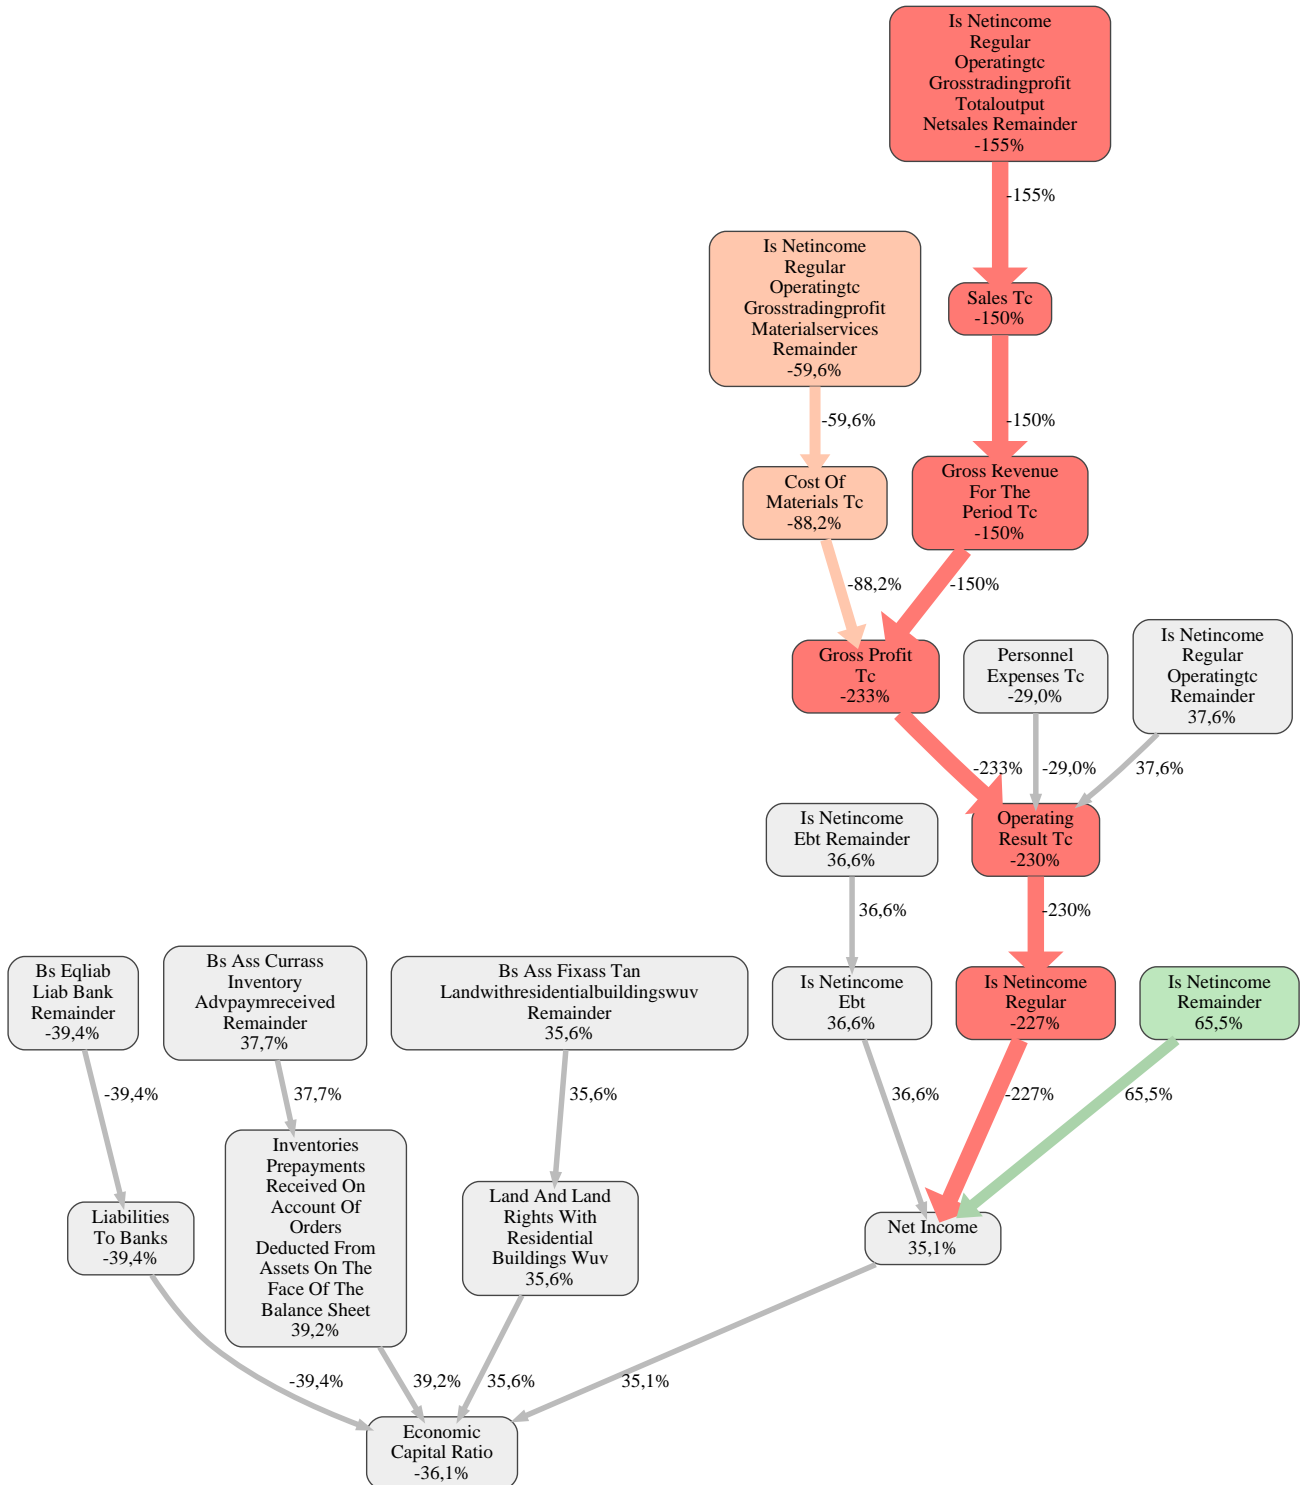 Is Netincome
Regular
Operatingtc
Grosstradingprofit
Totaloutput
Netsales Remainder
-155%
-155%
Is Netincome
Regular
Operatingtc
Grosstradingprofit
Materialservices
Remainder
-59,6%
Sales Tc
-150%
-59,6%
-150%
Cost Of
Materials Tc
-88,2%
Gross Revenue
For The
Period Tc
-150%
-88,2%
-150%
Gross Profit
Tc
-233%
Personnel
Expenses Tc
-29,0%
Is Netincome
Regular
Operatingtc
Remainder
37,6%
-233%
-29,0%
37,6%
Is Netincome
Ebt Remainder
36,6%
Operating
Result Tc
-230%
36,6%
-230%
Bs Eqliab
Liab Bank
Remainder
-39,4%
Bs Ass Currass
Inventory
Advpaymreceived
Remainder
37,7%
Bs Ass Fixass Tan
Landwithresidentialbuildingswuv
Remainder
35,6%
Is Netincome
Ebt
36,6%
Is Netincome
Regular
-227%
Is Netincome
Remainder
65,5%
-39,4%
37,7%
35,6%
36,6%
-227%
65,5%
Liabilities
To Banks
-39,4%
Inventories
Prepayments
Received On
Account Of
Orders
Deducted From
Assets On The
Face Of The
Balance Sheet
39,2%
Land And Land
Rights With
Residential
Buildings Wuv
35,6%
Net Income
35,1%
-39,4%
39,2%
35,6%
35,1%
Economic
Capital Ratio
-36,1%